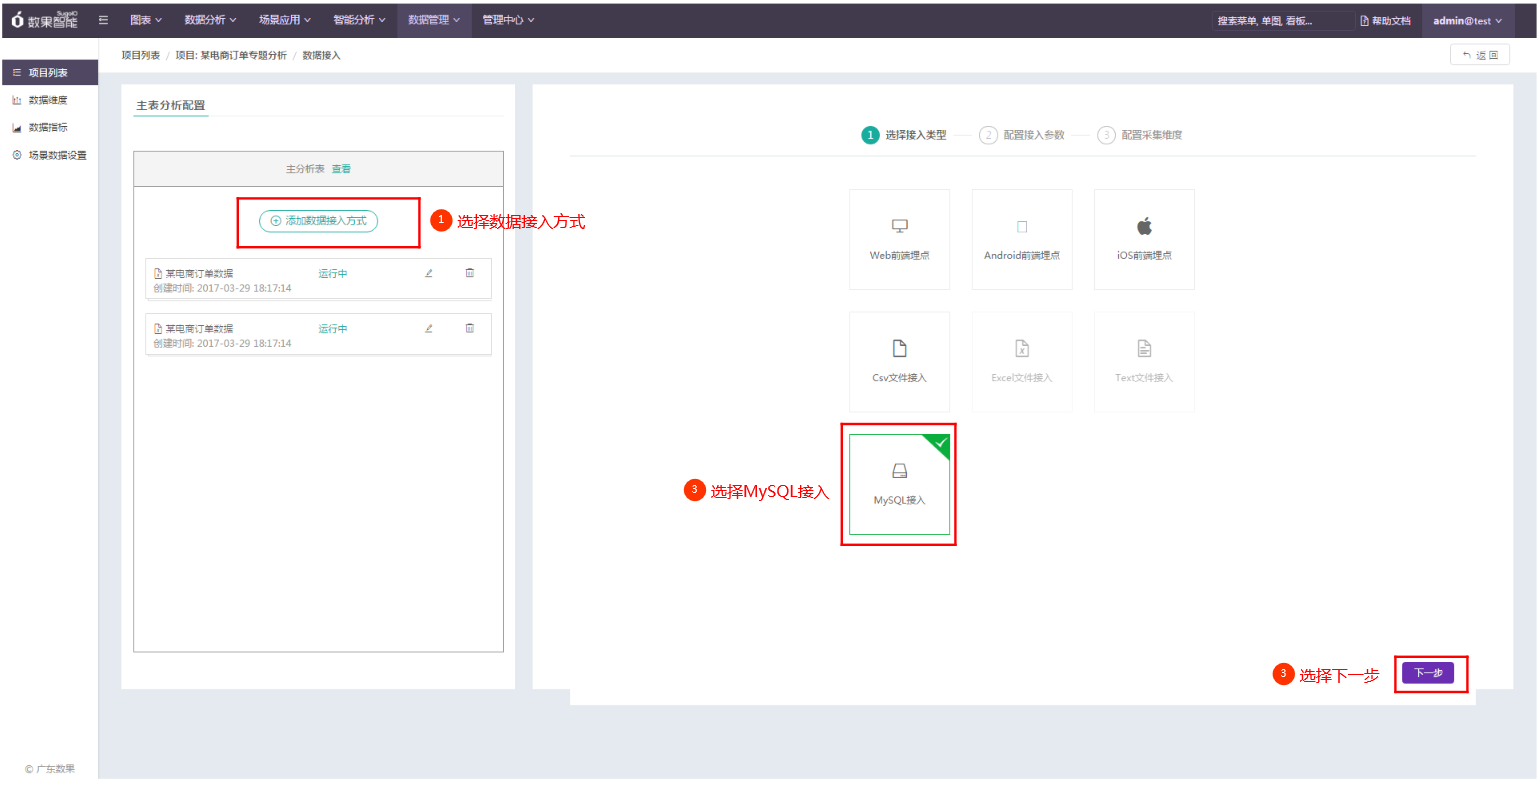 数果智能 SugoIO
图表 数据分析 场景应用 智能分析 数据管理 管理中心 搜索菜单, 单图, 看板... 帮助文档 admin@test
项目列表 / 项目: 某电商订单专题分析 / 数据接入 返回
项目列表
数据维度
数据指标
场景数据设置
© 广东数果
主表分析配置
主分析表 查看
添加数据接入方式
1 选择数据接入方式
某电商订单数据 运行中
创建时间: 2017-03-29 18:17:14
某电商订单数据 运行中
创建时间: 2017-03-29 18:17:14
1 选择接入类型 2 配置接入参数 3 配置采集维度
Web前端埋点 Android前端埋点 iOS前端埋点
Csv文件接入 Excel文件接入 Text文件接入
3 选择MySQL接入
MySQL接入
3 选择下一步
下一步